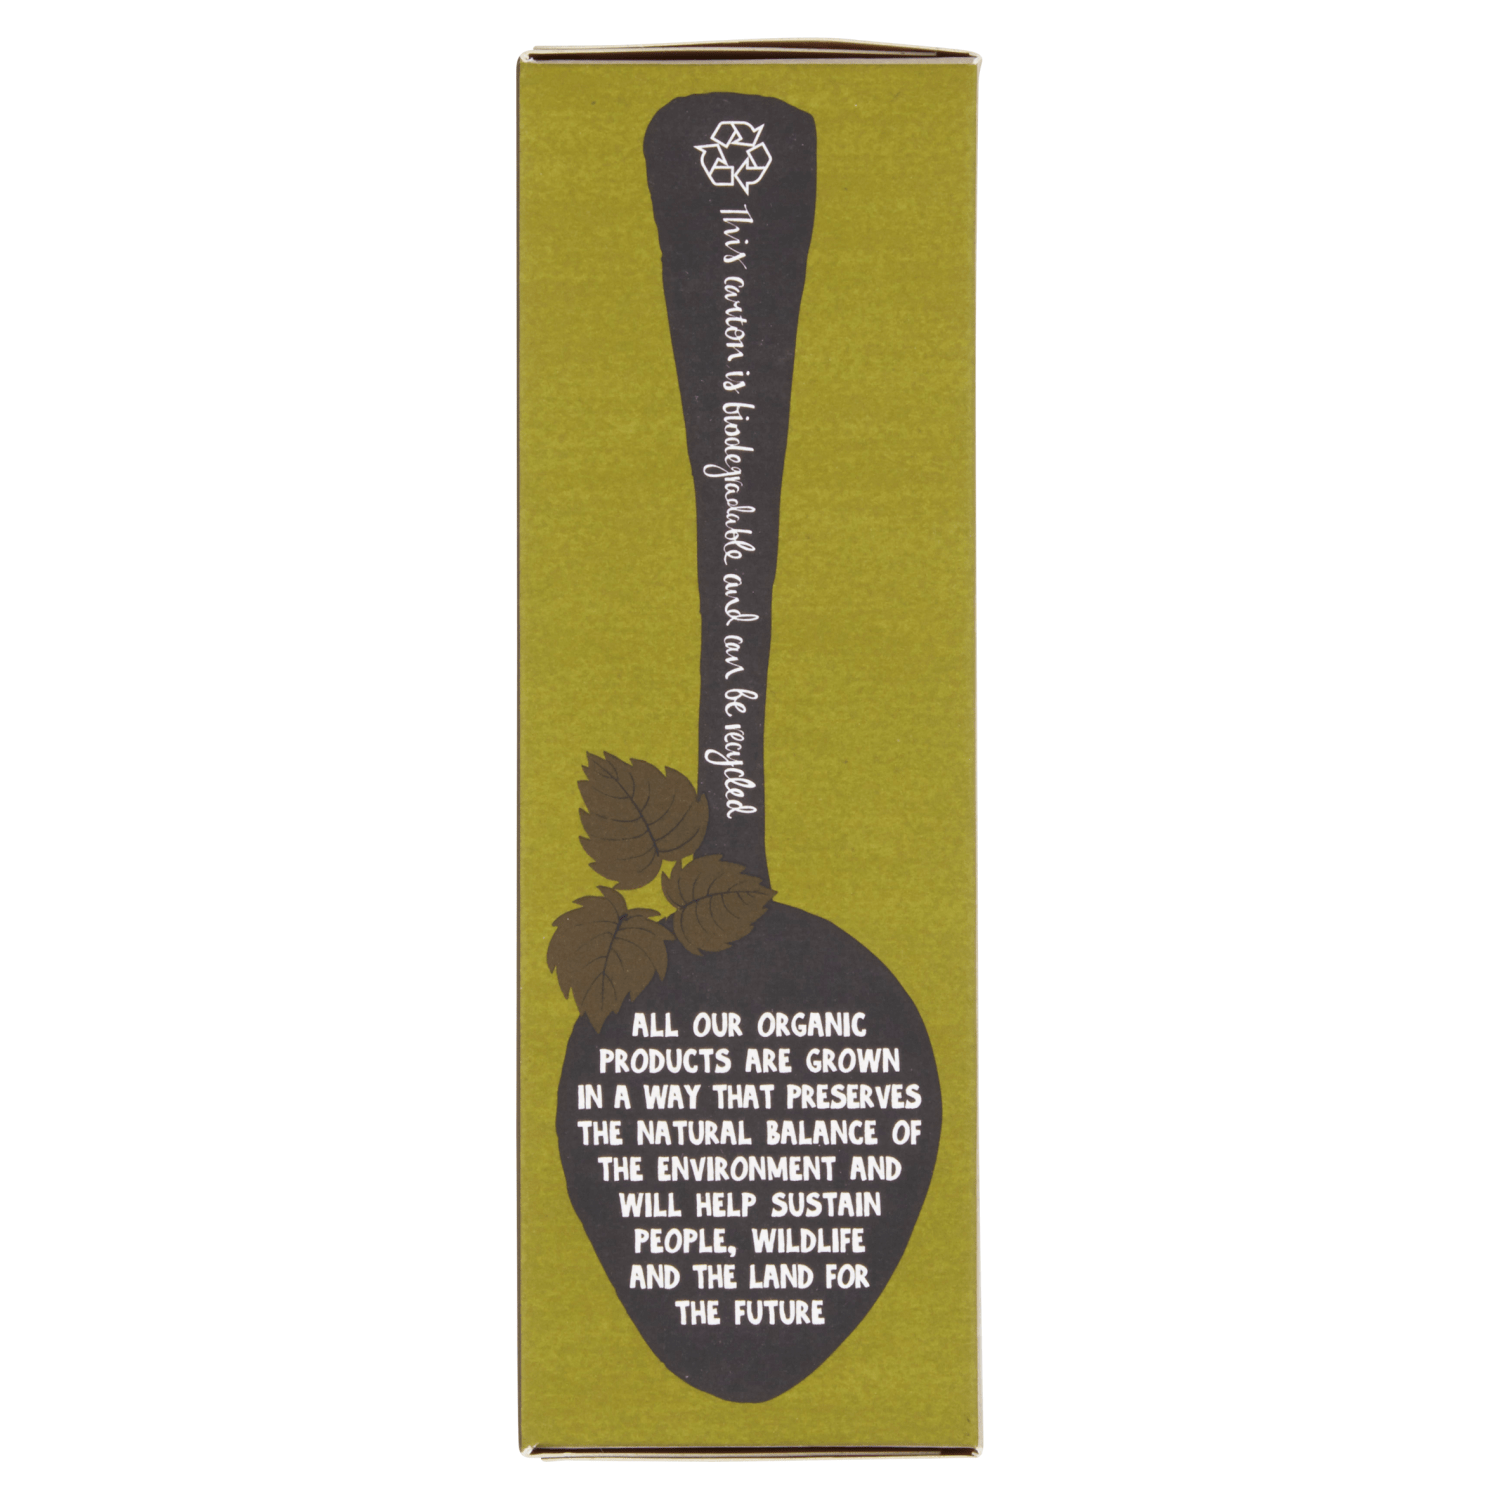 This carton is biodegradable and can be recycled
ALL OUR ORGANIC
PRODUCTS ARE GROWN
IN A WAY THAT PRESERVES
THE NATURAL BALANCE OF
THE ENVIRONMENT AND
WILL HELP SUSTAIN
PEOPLE, WILDLIFE
AND THE LAND FOR
THE FUTURE